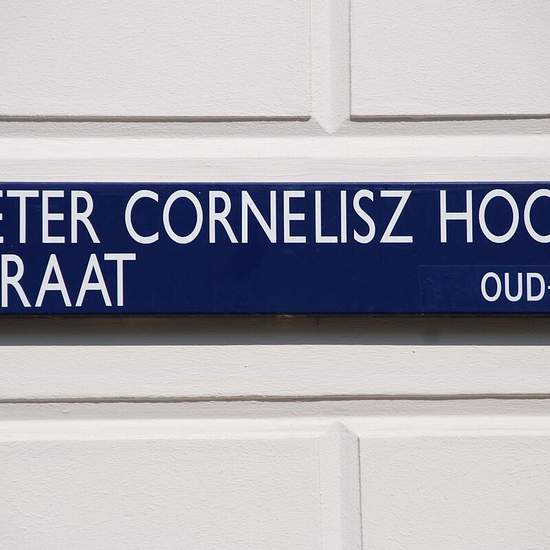 ETER CORNELISZ HOO
RAAT
OUD-